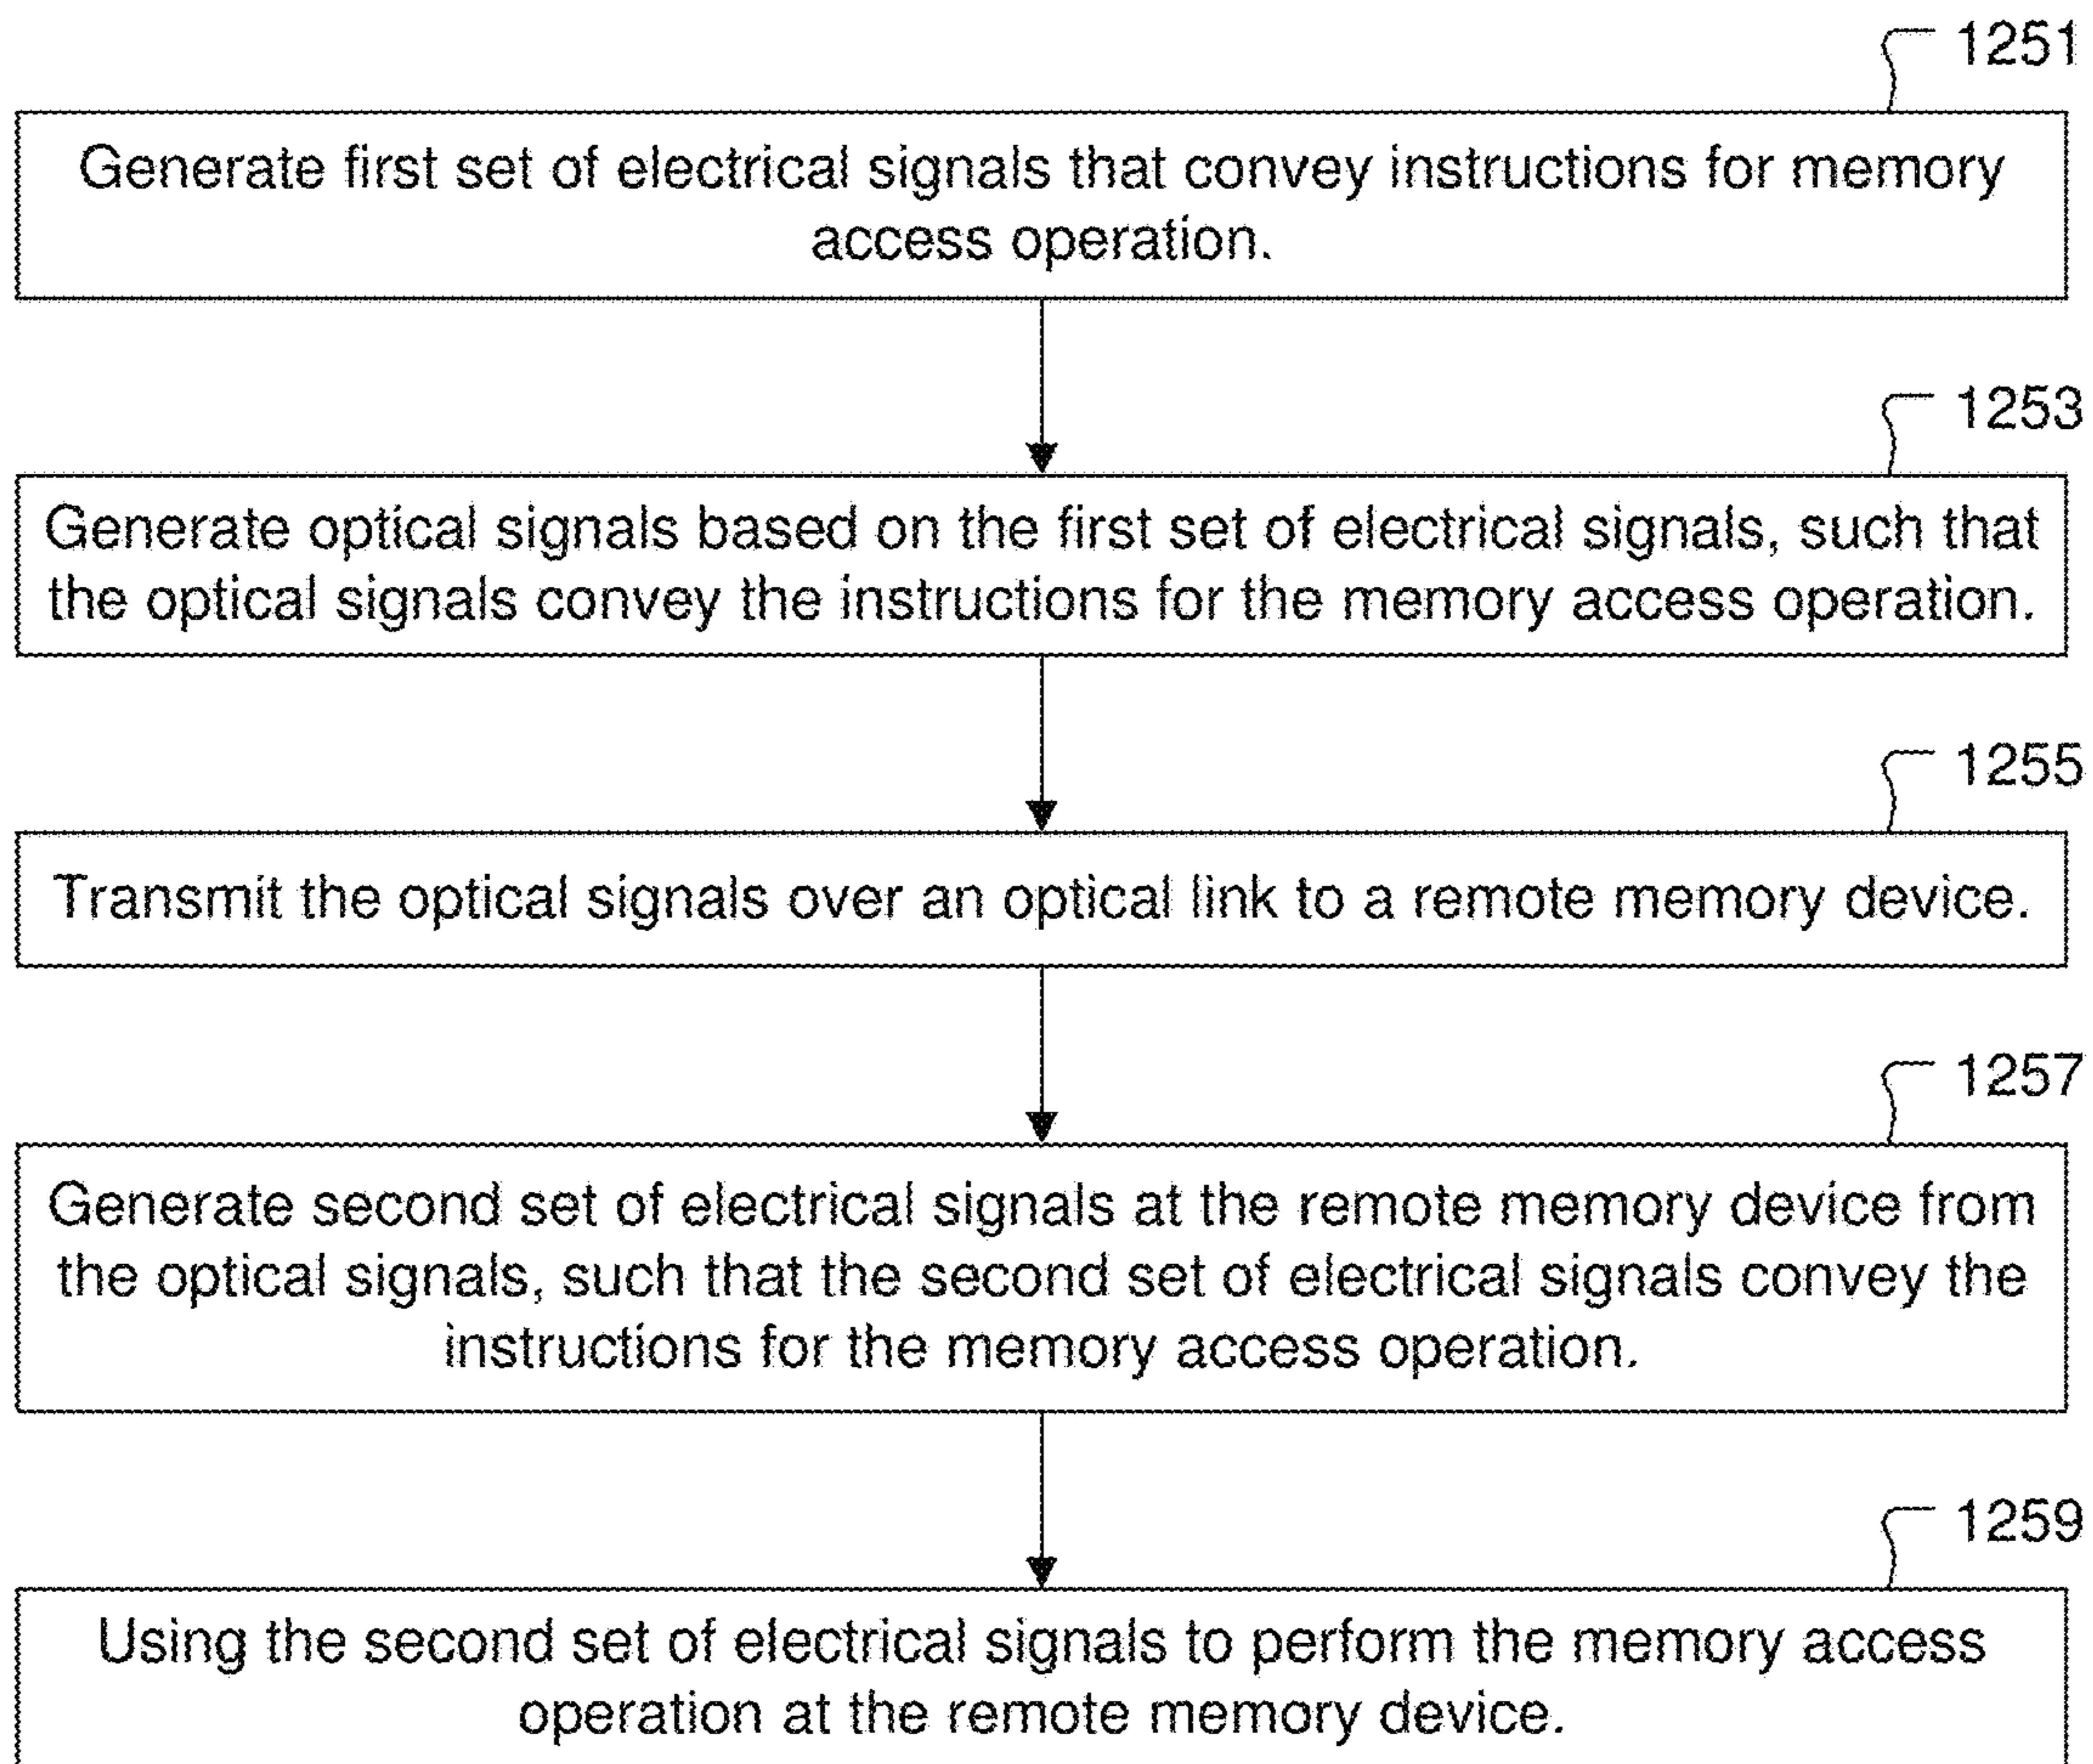 1251
Generate first set of electrical signals that convey instructions for memory
access operation.
1253
Generate optical signals based on the first set of electrical signals, such that
the optical signals convey the instructions for the memory access operation.
1255
Transmit the optical signals over an optical link to a remote memory device.
1257
Generate second set of electrical signals at the remote memory device from
the optical signals, such that the second set of electrical signals convey the
instructions for the memory access operation.
1259
Using the second set of electrical signals to perform the memory access
operation at the remote memory device.